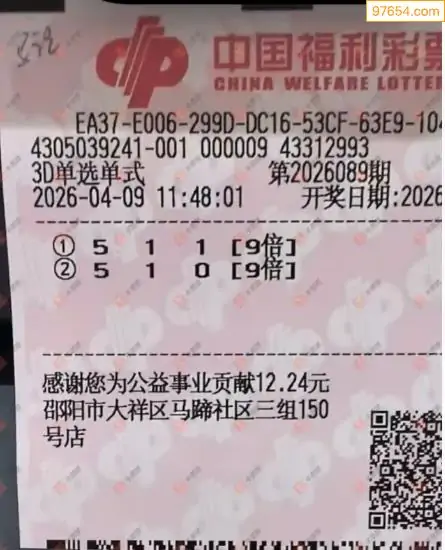 97654.com
中国福利彩票
CHINA WELFARE LOTTE
EA37-E006-299D-DC16-53CF-63E9-104
4305039241-001 000009 43312993
3D单选单式 第2026089期
2026-04-09 11:48:01 开奖日期:2026
① 5 1 1 [9倍]
② 5 1 0 [9倍]
感谢您为公益事业贡献12.24元
邵阳市大祥区马蹄社区三组150
号店